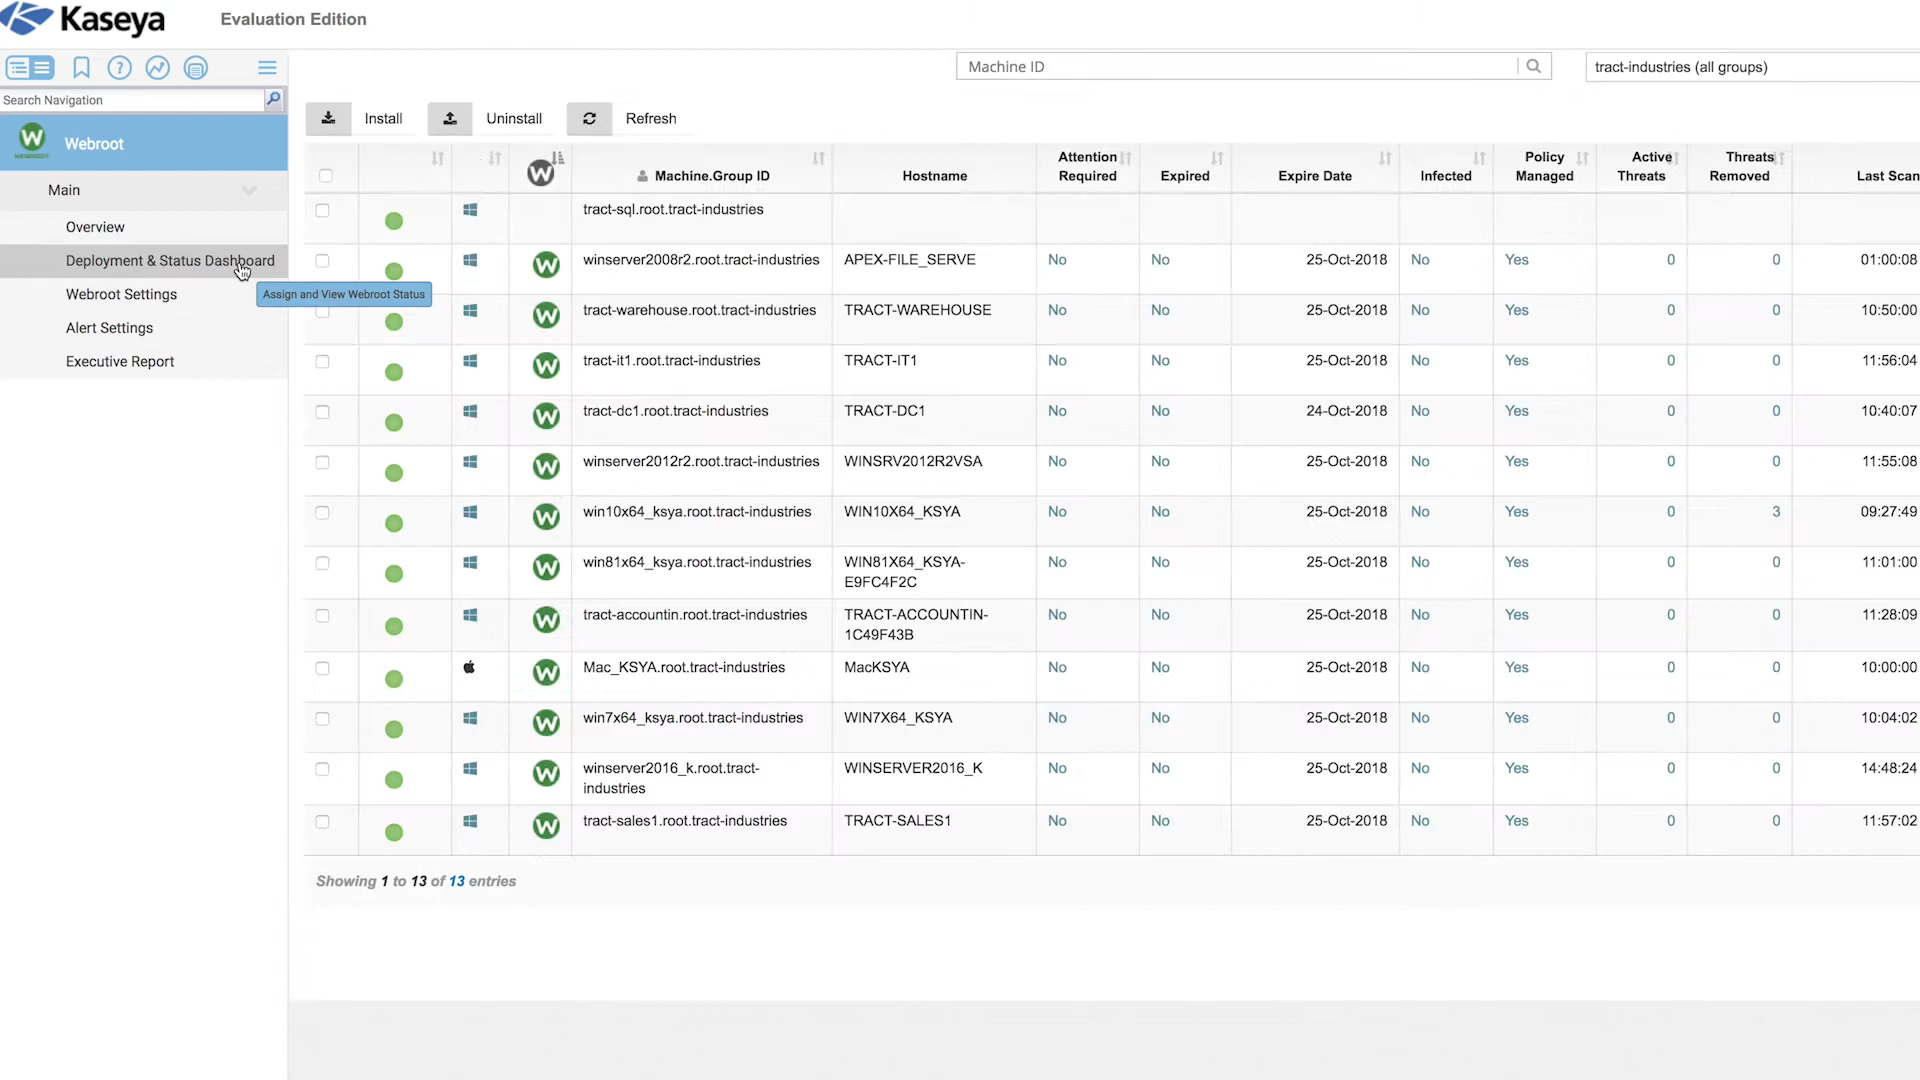 Kaseya Evaluation Edition
Machine ID tract-industries (all groups)
Search Navigation
Install Uninstall Refresh
Webroot
WEBROOT
Main
Overview
Deployment & Status Dashboard
Assign and View Webroot Status
Webroot Settings
Alert Settings
Executive Report
W Machine.Group ID Hostname Attention Required Expired Expire Date Infected Policy Managed Active Threats Threats Removed Last Scan
tract-sql.root.tract-industries
W winserver2008r2.root.tract-industries APEX-FILE_SERVE No No 25-Oct-2018 No Yes 0 0 01:00:08
W tract-warehouse.root.tract-industries TRACT-WAREHOUSE No No 25-Oct-2018 No Yes 0 0 10:50:00
W tract-it1.root.tract-industries TRACT-IT1 No No 25-Oct-2018 No Yes 0 0 11:56:04
W tract-dc1.root.tract-industries TRACT-DC1 No No 24-Oct-2018 No Yes 0 0 10:40:07
W winserver2012r2.root.tract-industries WINSRV2012R2VSA No No 25-Oct-2018 No Yes 0 0 11:55:08
W win10x64_ksya.root.tract-industries WIN10X64_KSYA No No 25-Oct-2018 No Yes 0 3 09:27:49
W win81x64_ksya.root.tract-industries WIN81X64_KSYA- No No 25-Oct-2018 No Yes 0 0 11:01:00
E9FC4F2C
W tract-accountin.root.tract-industries TRACT-ACCOUNTIN- No No 25-Oct-2018 No Yes 0 0 11:28:09
1C49F43B
W Mac_KSYA.root.tract-industries MacKSYA No No 25-Oct-2018 No Yes 0 0 10:00:00
W win7x64_ksya.root.tract-industries WIN7X64_KSYA No No 25-Oct-2018 No Yes 0 0 10:04:02
W winserver2016_k.root.tract- WINSERVER2016_K No No 25-Oct-2018 No Yes 0 0 14:48:24
industries
W tract-sales1.root.tract-industries TRACT-SALES1 No No 25-Oct-2018 No Yes 0 0 11:57:02
Showing 1 to 13 of 13 entries